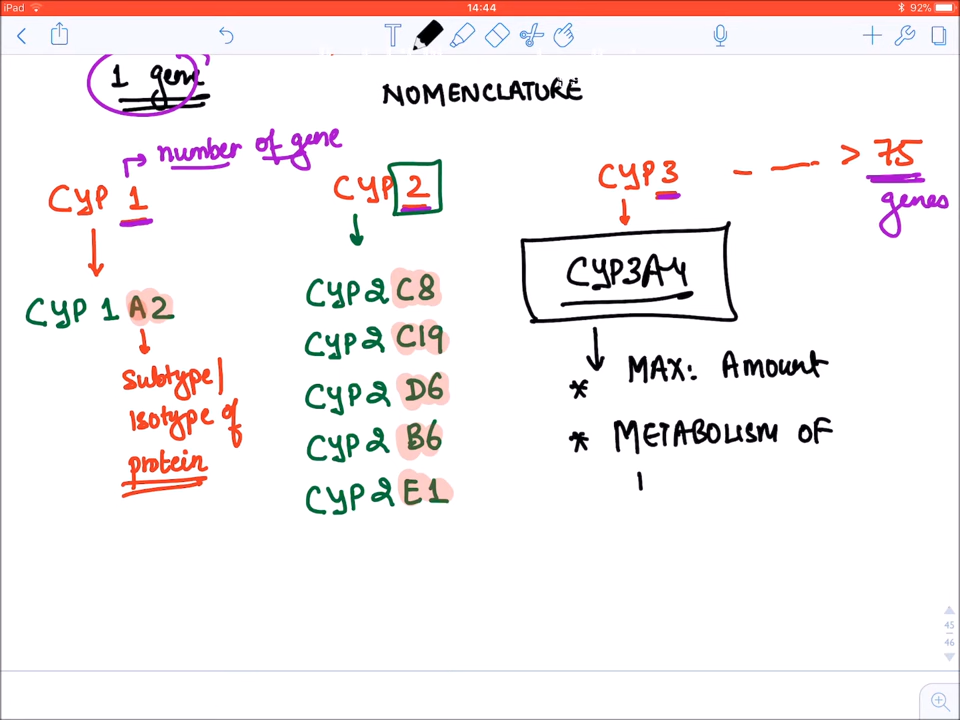 iPad 14:44 92%
T
1 gene
NOMENCLATURE
number of gene
CYP 1
CYP 2
CYP3 - — > 75
genes
CYP 1 A2
Subtype/
Isotype of
protein
CYP2 C8
CYP2 C19
CYP2 D6
CYP2 B6
CYP2 E1
CYP3A4
* MAX: Amount
* METABOLISM OF
45
46